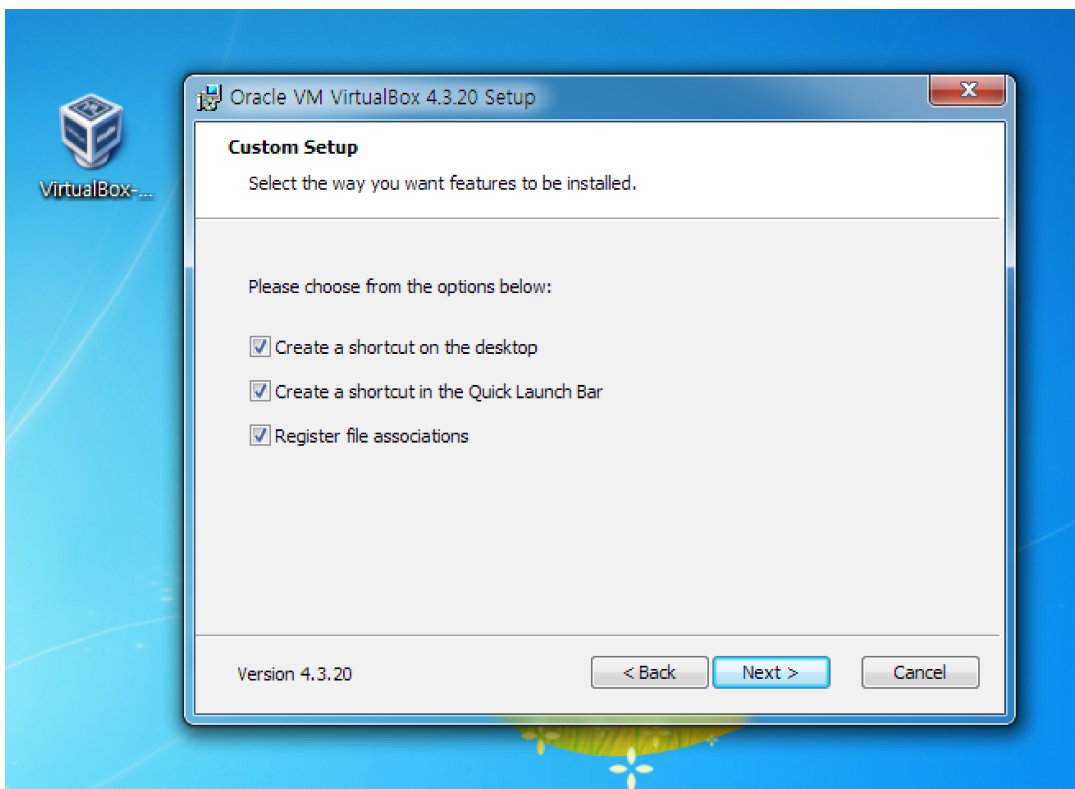 Oracle VM VirtualBox 4.3.20 Setup
VirtualBox-...
Custom Setup
Select the way you want features to be installed.
Please choose from the options below:
Create a shortcut on the desktop
Create a shortcut in the Quick Launch Bar
Register file associations
Version 4.3.20
< Back
Next >
Cancel